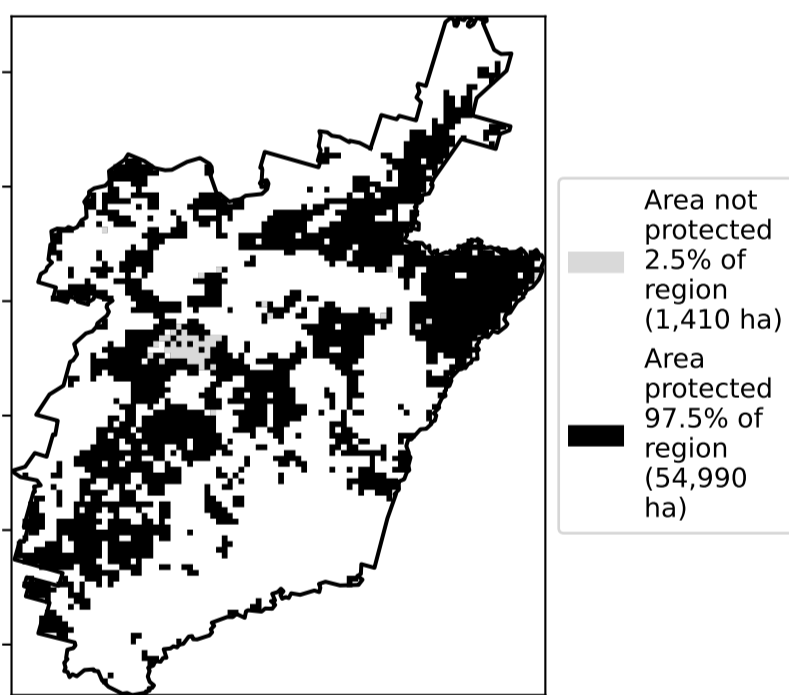 Area not
protected
2.5% of
region
(1,410 ha)
Area
protected
97.5% of
region
(54,990
ha)